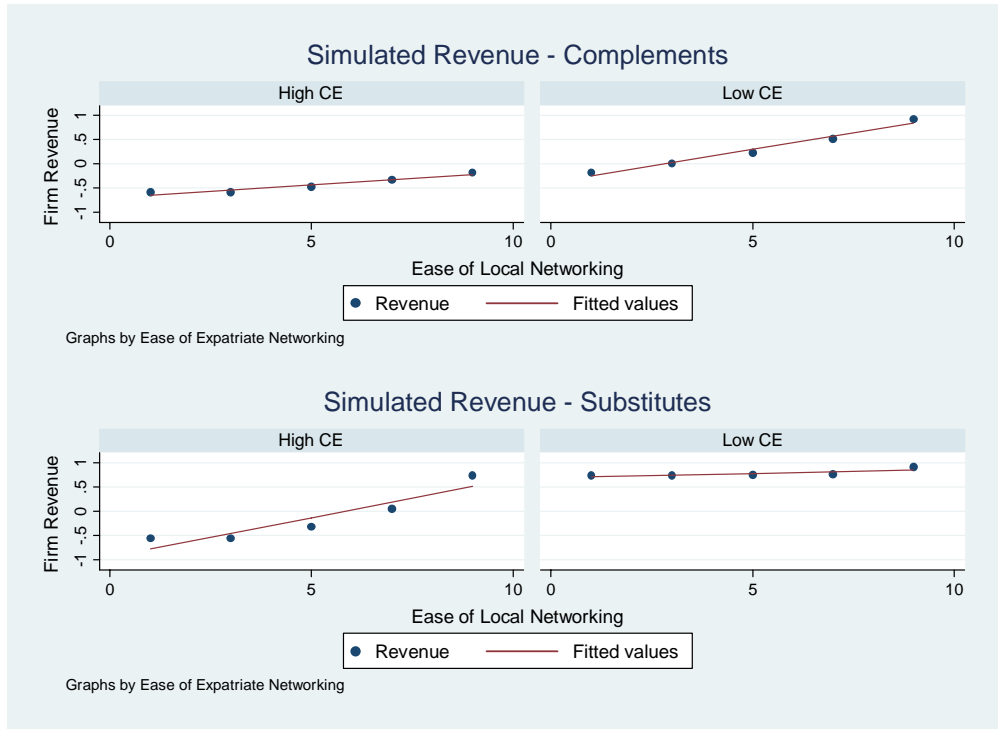 Simulated Revenue - Complements
High CE
Low CE
Firm Revenue
1
.5
0
-.5
-1
0
5
10
0
5
10
Ease of Local Networking
Revenue
Fitted values
Graphs by Ease of Expatriate Networking
Simulated Revenue - Substitutes
High CE
Low CE
Firm Revenue
1
.5
0
-.5
-1
0
5
10
0
5
10
Ease of Local Networking
Revenue
Fitted values
Graphs by Ease of Expatriate Networking